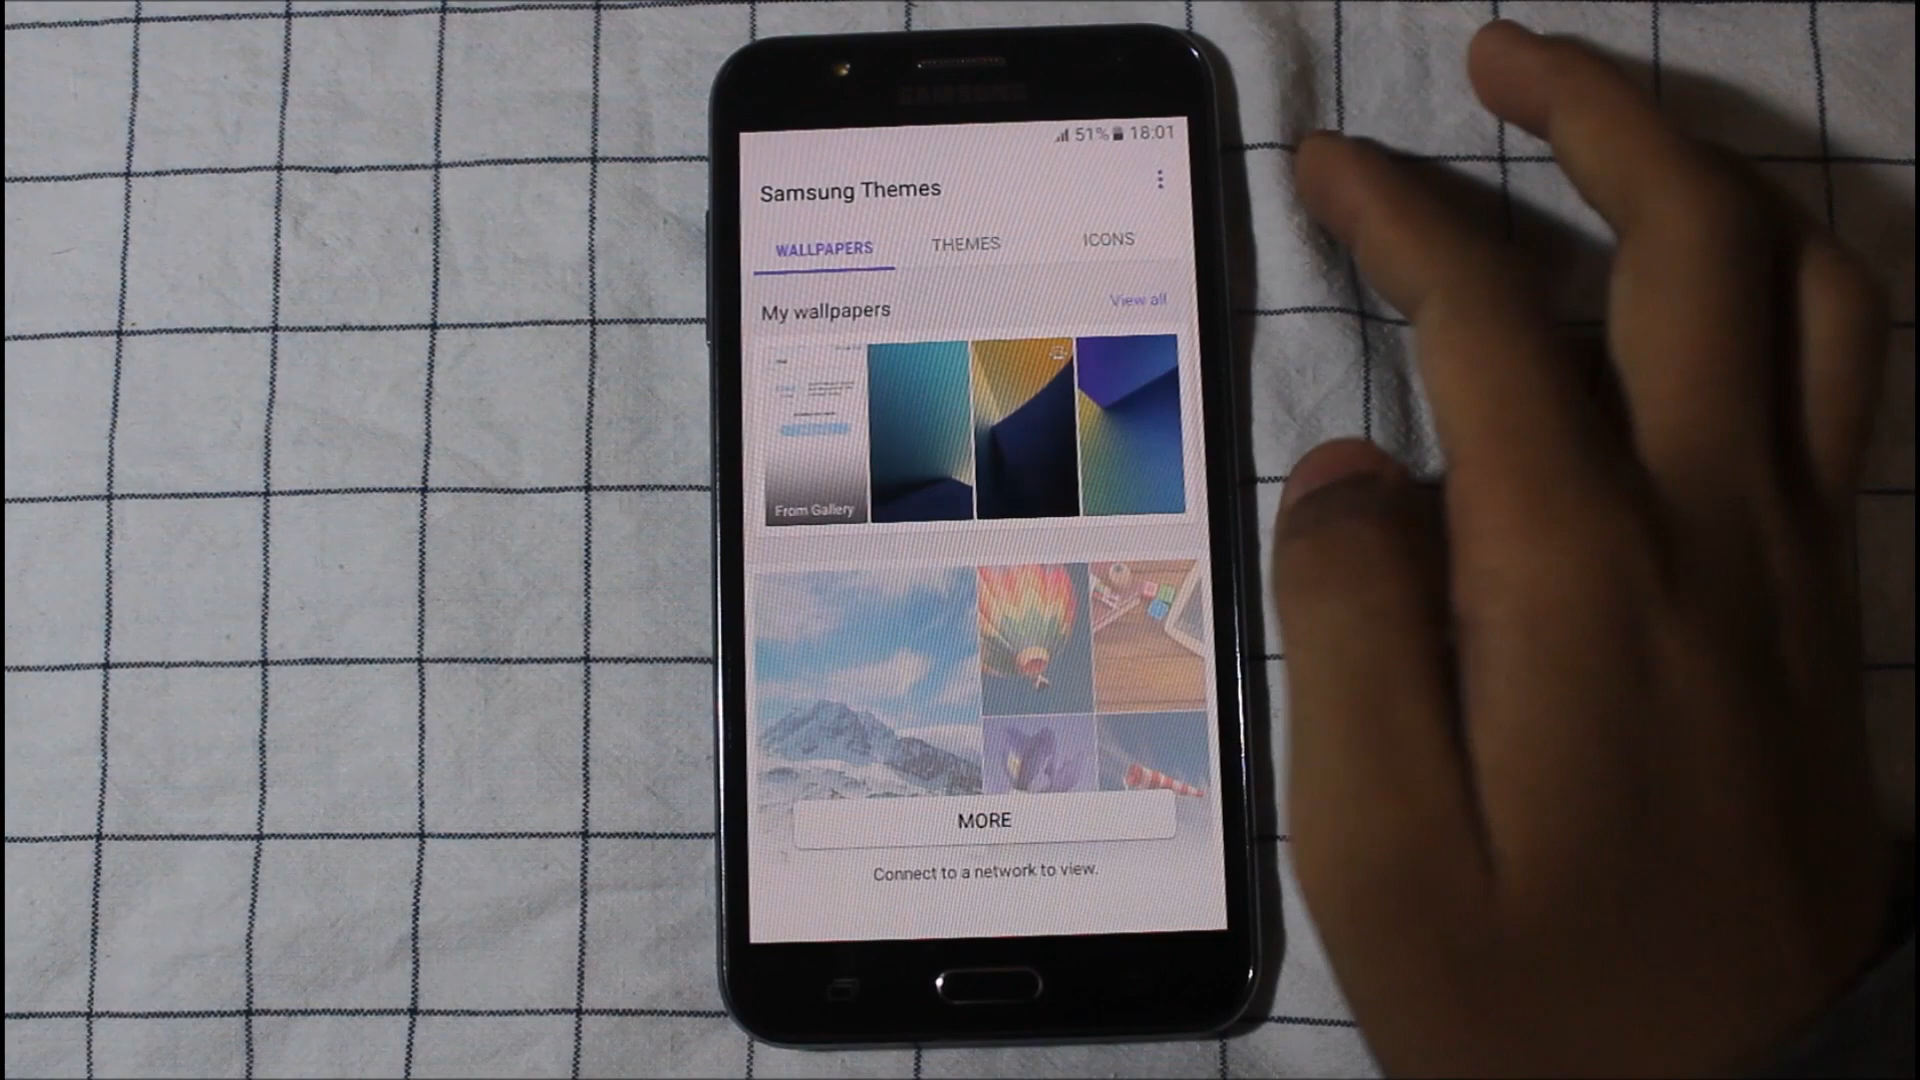 SAMSUNG
51% 18:01
Samsung Themes
WALLPAPERS THEMES ICONS
My wallpapers View all
From Gallery
MORE
Connect to a network to view.